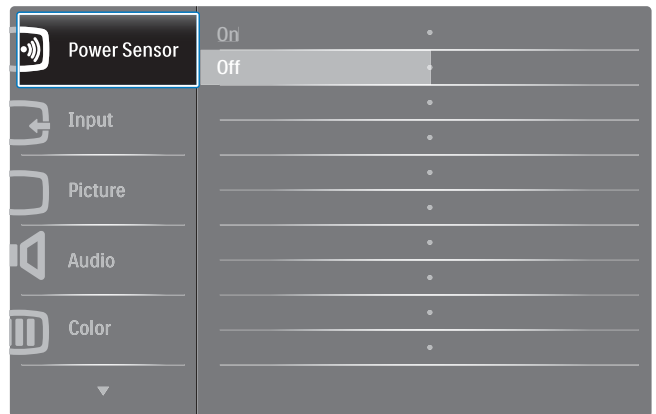 Power Sensor
On
Off
Input
Picture
Audio
Color